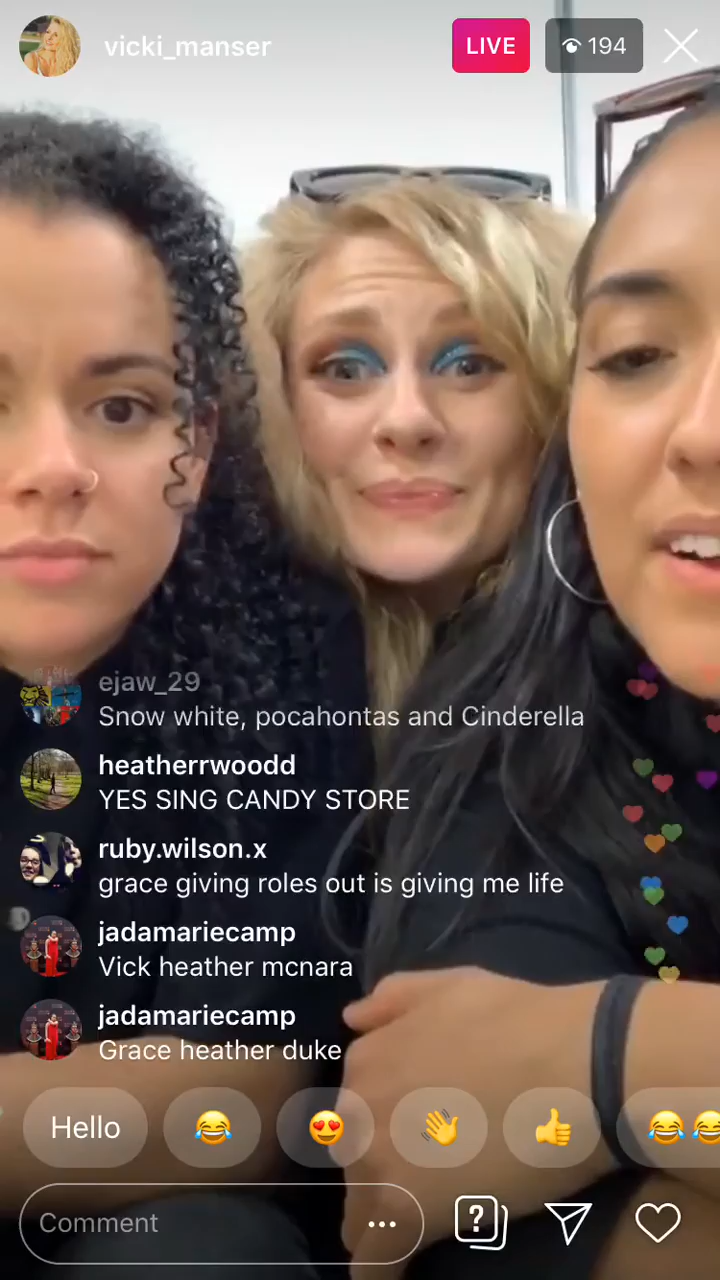 vicki_manser
LIVE
194
ejaw_29
Snow white, pocahontas and Cinderella
heatherrwoodd
YES SING CANDY STORE
ruby.wilson.x
grace giving roles out is giving me life
jadamariecamp
Vick heather mcnara
jadamariecamp
Grace heather duke
Hello 😂 😍 👋 👍 😂😂
Comment
?